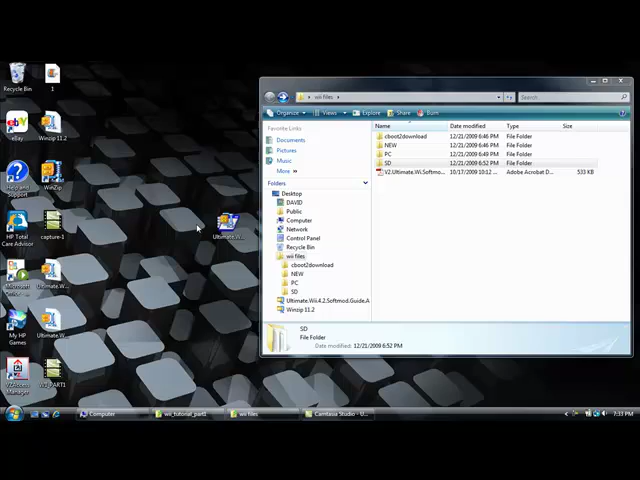 Recycle Bin
1
eBay
Winzip 11.2
Help and Support
WinZip
HP Total Care Advisor
capture-1
Microsoft Office -
Ultimate.W...
My HP Games
Ultimate.W...
VZAccess Manager
Ultimate.W...
wii files
Search
Organize
Views
Explore
Share
Burn
Favorite Links
Documents
Pictures
Music
More »
Folders
Desktop
DAVID
Public
Computer
Network
Control Panel
Recycle Bin
wii files
cboot2download
NEW
PC
SD
Ultimate.Wii.4.2.Softmod.Guide.A
Winzip 11.2
Name Date modified Type Size
cboot2download 12/21/2009 6:46 PM File Folder
NEW 12/21/2009 6:45 PM File Folder
PC 12/21/2009 6:49 PM File Folder
SD 12/21/2009 6:52 PM File Folder
V2.Ultimate.Wi.Softmo... 10/17/2009 10:12 ... Adobe Acrobat D... 533 KB
SD
File Folder
Date modified: 12/21/2009 6:52 PM
Computer
wii_tutorial_part1
wii files
Camtasia Studio - U...
7:33 PM